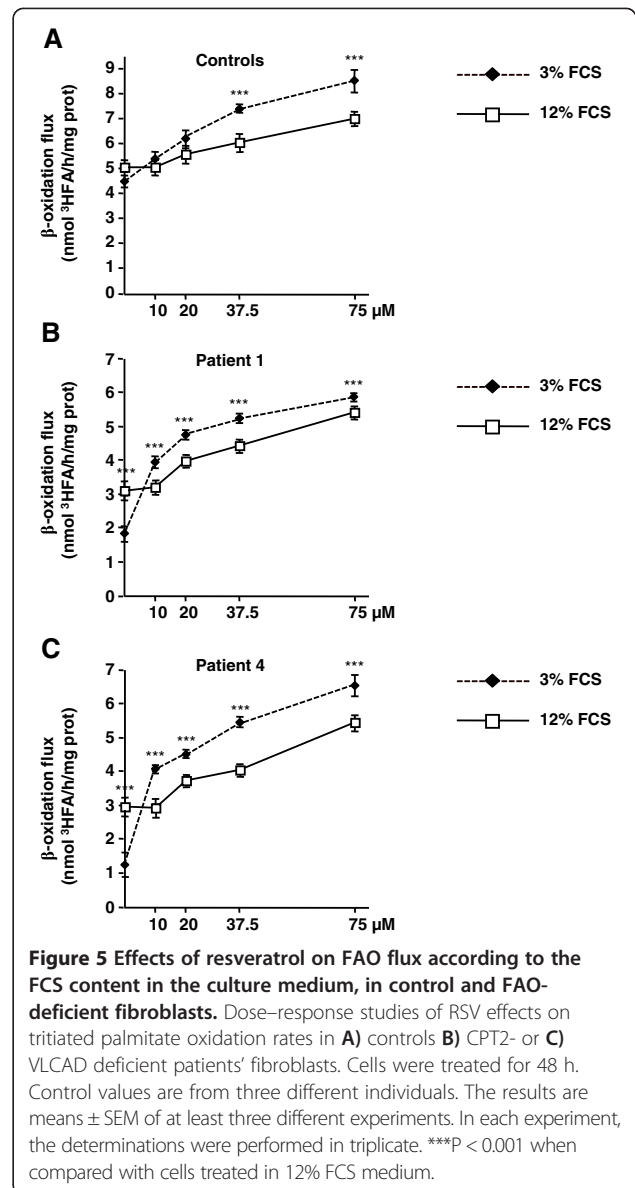 A
Controls
β-oxidation flux
(nmol ³HFA/h/mg prot)
9
8
7
6
5
4
3
2
1
0
***
***
10 20 37.5 75 µM
3% FCS
12% FCS
B
Patient 1
β-oxidation flux
(nmol ³HFA/h/mg prot)
7
6
5
4
3
2
1
0
***
***
***
***
***
10 20 37.5 75 µM
3% FCS
12% FCS
C
Patient 4
β-oxidation flux
(nmol ³HFA/h/mg prot)
7
6
5
4
3
2
1
0
***
***
***
***
***
10 20 37.5 75 µM
3% FCS
12% FCS
Figure 5 Effects of resveratrol on FAO flux according to the
FCS content in the culture medium, in control and FAO-
deficient fibroblasts. Dose–response studies of RSV effects on
tritiated palmitate oxidation rates in A) controls B) CPT2- or C)
VLCAD deficient patients’ fibroblasts. Cells were treated for 48 h.
Control values are from three different individuals. The results are
means ± SEM of at least three different experiments. In each experiment,
the determinations were performed in triplicate. ***P < 0.001 when
compared with cells treated in 12% FCS medium.